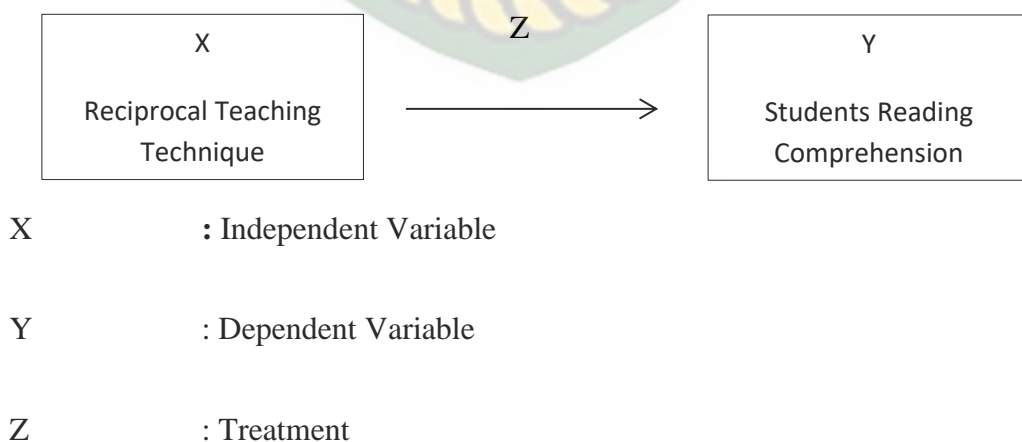 X
Reciprocal Teaching
Technique
Z
Y
Students Reading
Comprehension
X : Independent Variable
Y : Dependent Variable
Z : Treatment